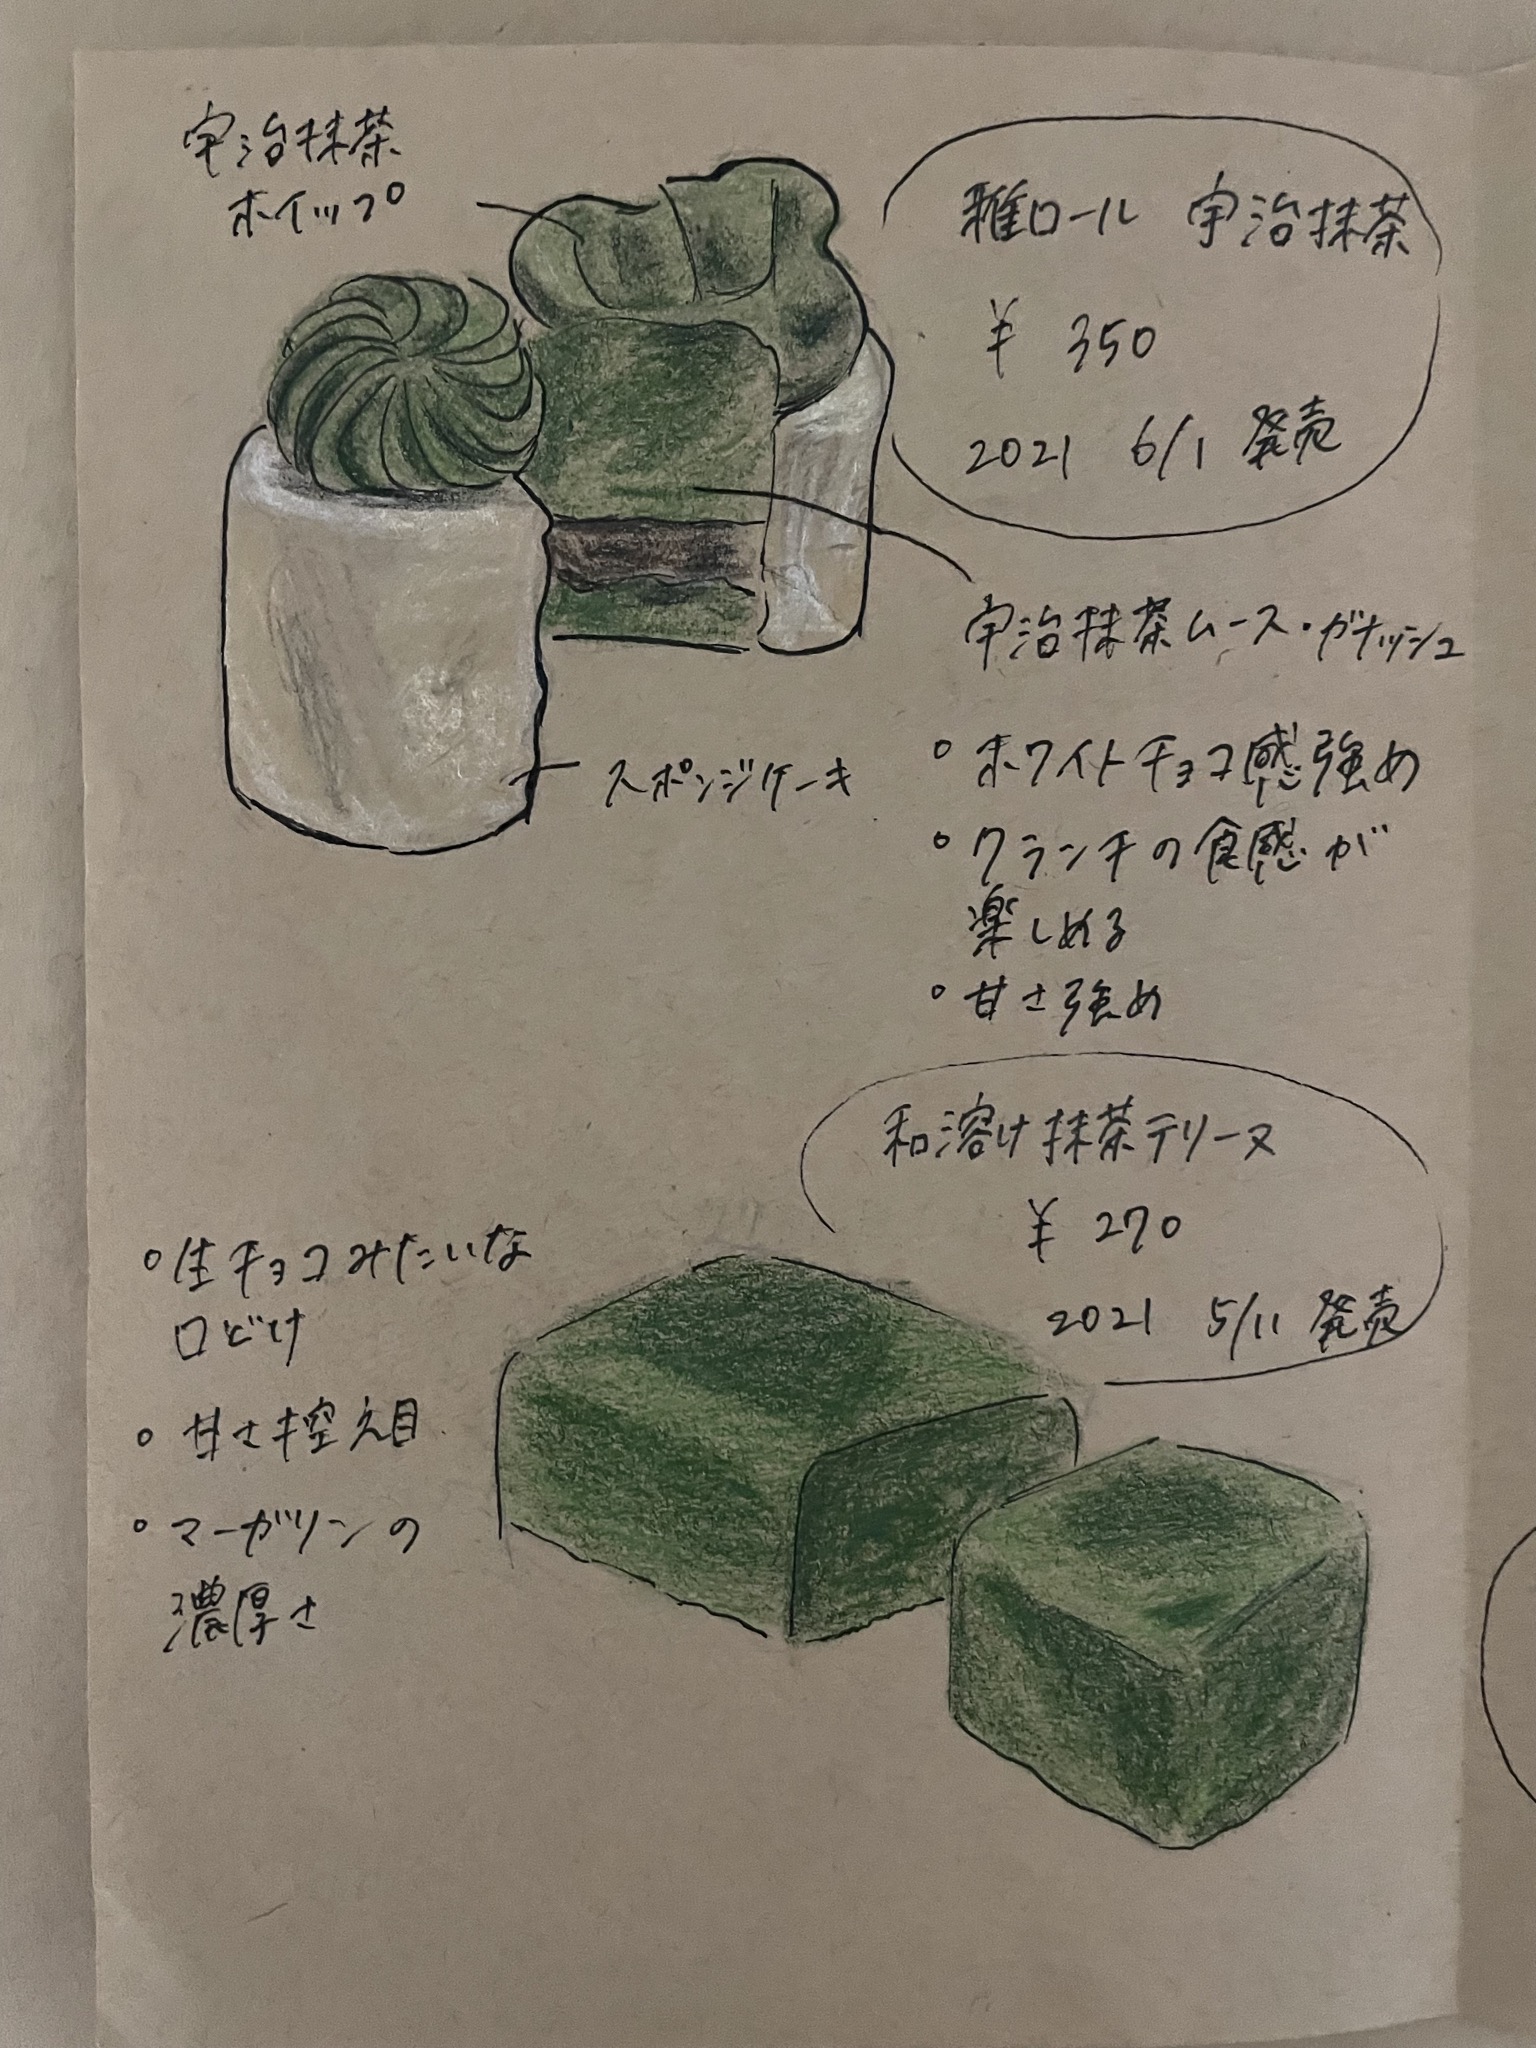 宇治抹茶
ホイップ
雅ロール 宇治抹茶
¥ 350
2021 6/1 発売
宇治抹茶ムース・ガナッシュ
スポンジケーキ
○ホワイトチョコ感強め
○クランチの食感が
楽しめる
○甘さ強め
和溶け抹茶テリーヌ
¥ 270
2021 5/11 発売
○生チョコみたいな
口どけ
○甘さ控え目
○マーガリンの
濃厚さ